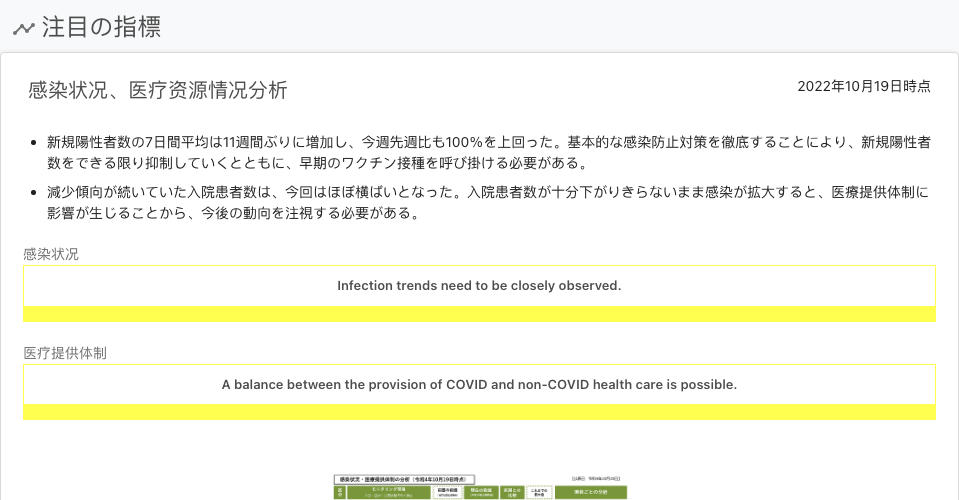 注目の指標
感染状况、医疗资源情况分析
2022年10月19日時点
新規陽性者数の7日間平均は11週間ぶりに増加し、今週先週比も100%を上回った。基本的な感染防止対策を徹底することにより、新規陽性者
数をできる限り抑制していくとともに、早期のワクチン接種を呼び掛ける必要がある。
減少傾向が続いていた入院患者数は、今回はほぼ横ばいとなった。入院患者数が十分下がりきらないまま感染が拡大すると、医療提供体制に
影響が生じることから、今後の動向を注視する必要がある。
感染状况
Infection trends need to be closely observed.
医疗提供体制
A balance between the provision of COVID and non-COVID health care is possible.
感染状況・医療提供体制の分析（令和4年10月19日時点）